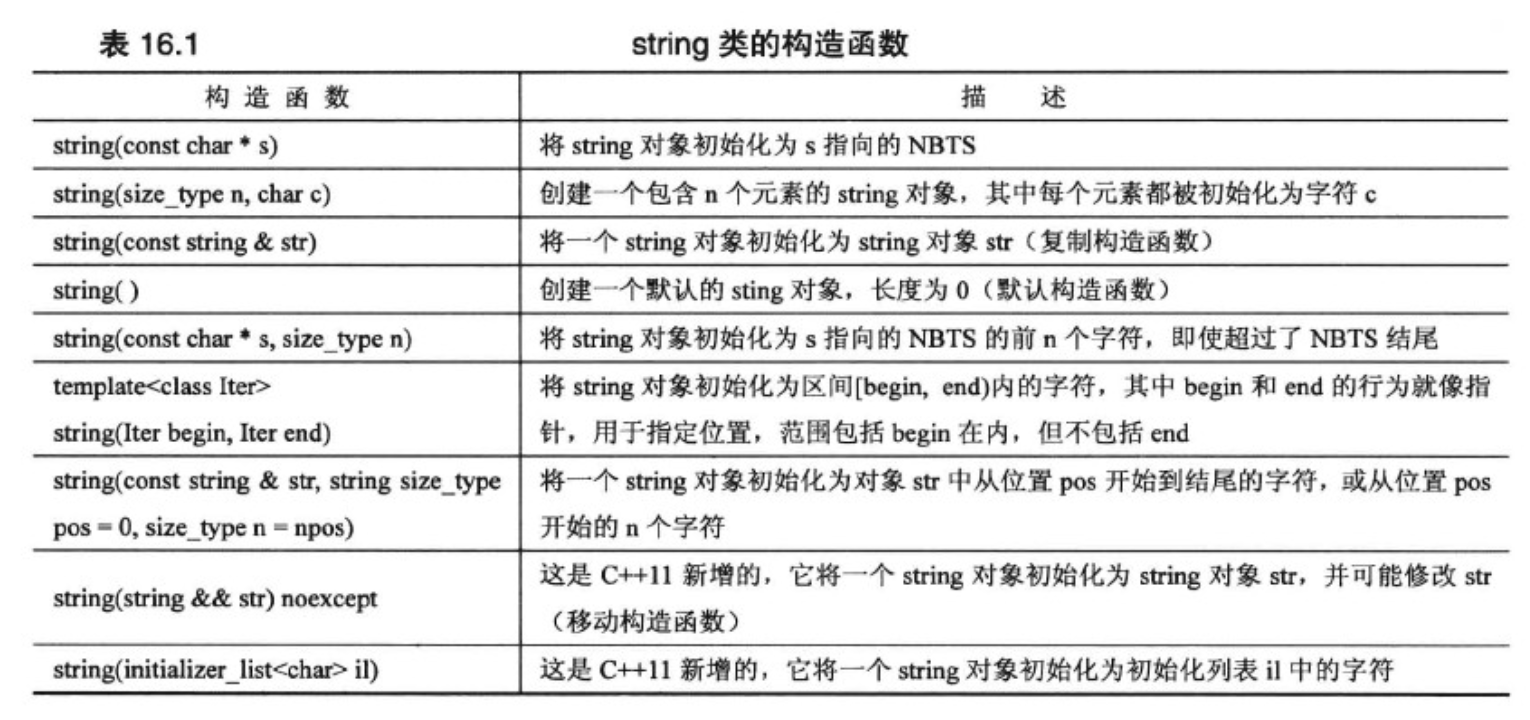 表 16.1 string 类的构造函数
构 造 函 数 描 述
string(const char * s) 将 string 对象初始化为 s 指向的 NBTS
string(size_type n, char c) 创建一个包含 n 个元素的 string 对象，其中每个元素都被初始化为字符 c
string(const string & str) 将一个 string 对象初始化为 string 对象 str（复制构造函数）
string( ) 创建一个默认的 sting 对象，长度为 0（默认构造函数）
string(const char * s, size_type n) 将 string 对象初始化为 s 指向的 NBTS 的前 n 个字符，即使超过了 NBTS 结尾
template<class Iter>
string(Iter begin, Iter end)
将 string 对象初始化为区间[begin, end)内的字符，其中 begin 和 end 的行为就像指
针，用于指定位置，范围包括 begin 在内，但不包括 end
string(const string & str, string size_type
pos = 0, size_type n = npos)
将一个 string 对象初始化为对象 str 中从位置 pos 开始到结尾的字符，或从位置 pos
开始的 n 个字符
string(string && str) noexcept
这是 C++11 新增的，它将一个 string 对象初始化为 string 对象 str，并可能修改 str
（移动构造函数）
string(initializer_list<char> il) 这是 C++11 新增的，它将一个 string 对象初始化为初始化列表 il 中的字符